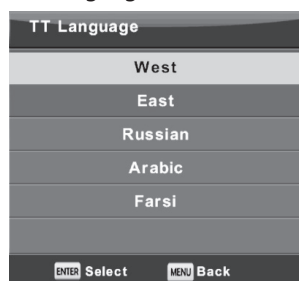 TT Language
West
East
Russian
Arabic
Farsi
ENTER Select MENU Back